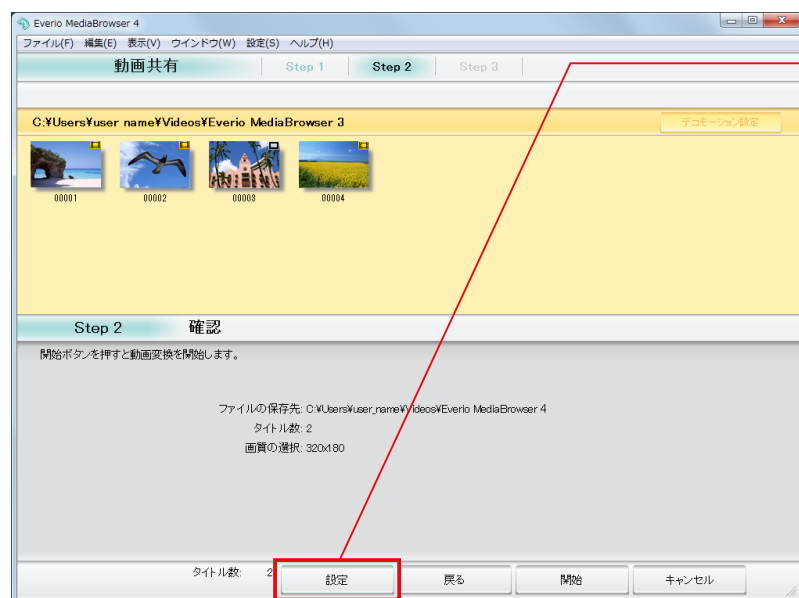 Everio MediaBrowser 4
ファイル(F) 編集(E) 表示(V) ウインドウ(W) 設定(S) ヘルプ(H)
動画共有 Step 1 Step 2 Step 3
C:¥Users¥user name¥Videos¥Everio MediaBrowser 3 デコモーション設定
00001 00002 00003 00004
Step 2 確認
開始ボタンを押すと動画変換を開始します。
ファイルの保存先: C:¥Users¥user_name¥Videos¥Everio MediaBrowser 4
タイトル数: 2
画質の選択: 320x180
タイトル数: 2 設定 戻る 開始 キャンセル